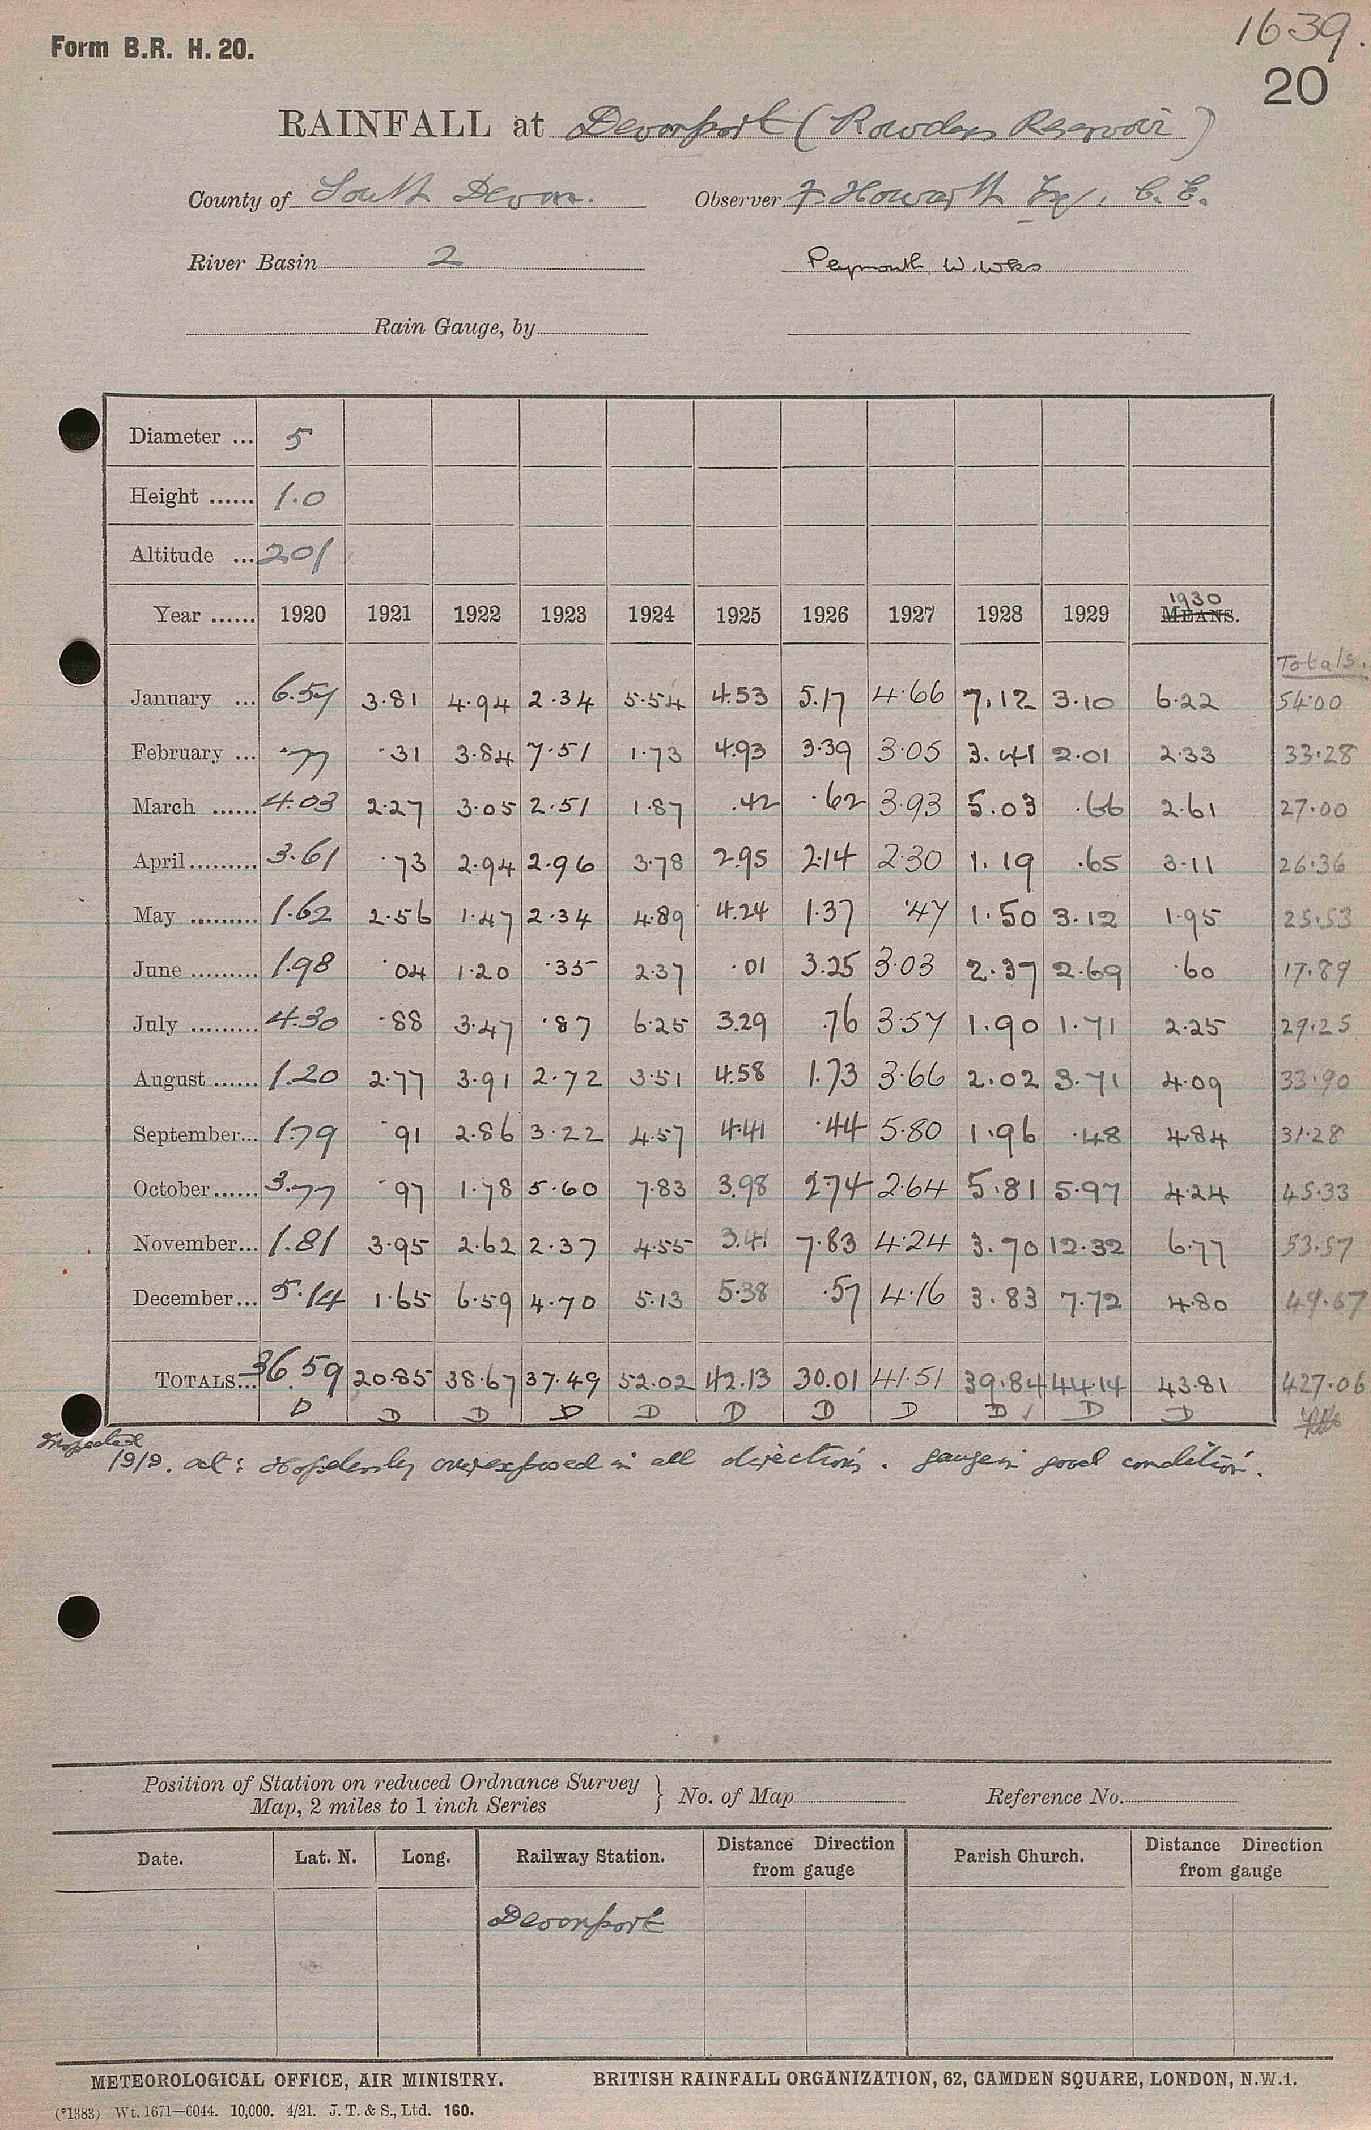 1639.
Form B.R. H. 20.
20
RAINFALL at Devonport (Rowdens Reservoir)
County of South Devon. Observer F Howarth Esq, C.E.
River Basin 2 Plymouth W. Wks
Rain Gauge, by
Diameter ... 5
Height ...... 1.0
Altitude ... 201
Year ...... 1920 1921 1922 1923 1924 1925 1926 1927 1928 1929 1930 MEANS.
Totals.
January ... 6.57 3.81 4.94 2.34 5.54 4.53 5.17 4.66 7.12 3.10 6.22 54.00
February ... .77 .31 3.84 7.51 1.73 4.93 3.39 3.05 3.41 2.01 2.33 33.28
March ...... 4.03 2.27 3.05 2.51 1.87 .42 .62 3.93 5.03 .66 2.61 27.00
April......... 3.61 .73 2.94 2.96 3.78 2.95 2.14 2.30 1.19 .65 3.11 26.36
May ......... 1.62 2.56 1.47 2.34 4.89 4.24 1.37 .47 1.50 3.12 1.95 25.53
June ......... 1.98 .04 1.20 .35 2.37 .01 3.25 3.03 2.37 2.69 .60 17.89
July ......... 4.30 .88 3.47 .87 6.25 3.29 .76 3.57 1.90 1.71 2.25 29.25
August ...... 1.20 2.77 3.91 2.72 3.51 4.58 1.73 3.66 2.02 3.71 4.09 33.90
September... 1.79 .91 2.86 3.22 4.57 4.41 .44 5.80 1.96 .48 4.84 31.28
October...... 3.77 .97 1.78 5.60 7.83 3.98 2.74 2.64 5.81 5.97 4.24 45.33
November... 1.81 3.95 2.62 2.37 4.55 3.41 7.83 4.24 3.70 12.32 6.77 53.57
December... 5.14 1.65 6.59 4.70 5.13 5.38 .57 4.16 3.83 7.72 4.80 49.67
TOTALS... 36.59 20.85 38.67 37.49 52.02 42.13 30.01 41.51 39.84 44.14 43.81 427.06
D D D D D D D D D ✓ D D
Inspected
1919. Hopelessly overexposed in all directions. gauge in good condition.
Position of Station on reduced Ordnance Survey
Map, 2 miles to 1 inch Series } No. of Map Reference No.
Date. Lat. N. Long. Railway Station. Distance Direction from gauge Parish Church. Distance Direction from gauge
Devonport
METEOROLOGICAL OFFICE, AIR MINISTRY. BRITISH RAINFALL ORGANIZATION, 62, CAMDEN SQUARE, LONDON, N.W.1.
(*1383) Wt. 1671—6044. 10,000. 4/21. J. T. & S., Ltd. 160.